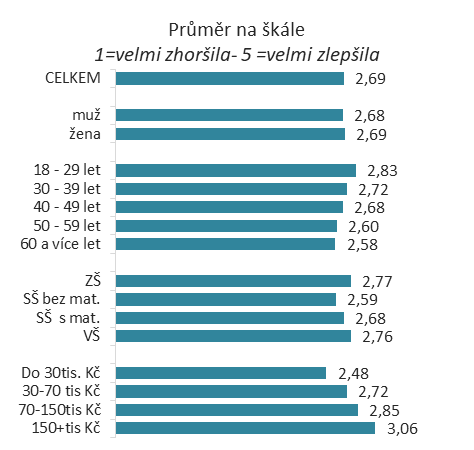 Průměr na škále
1=velmi zhoršila- 5 =velmi zlepšila
CELKEM 2,69
muž 2,68
žena 2,69
18 - 29 let 2,83
30 - 39 let 2,72
40 - 49 let 2,68
50 - 59 let 2,60
60 a více let 2,58
ZŠ 2,77
SŠ bez mat. 2,59
SŠ s mat. 2,68
VŠ 2,76
Do 30tis. Kč 2,48
30-70 tis Kč 2,72
70-150tis Kč 2,85
150+tis Kč 3,06